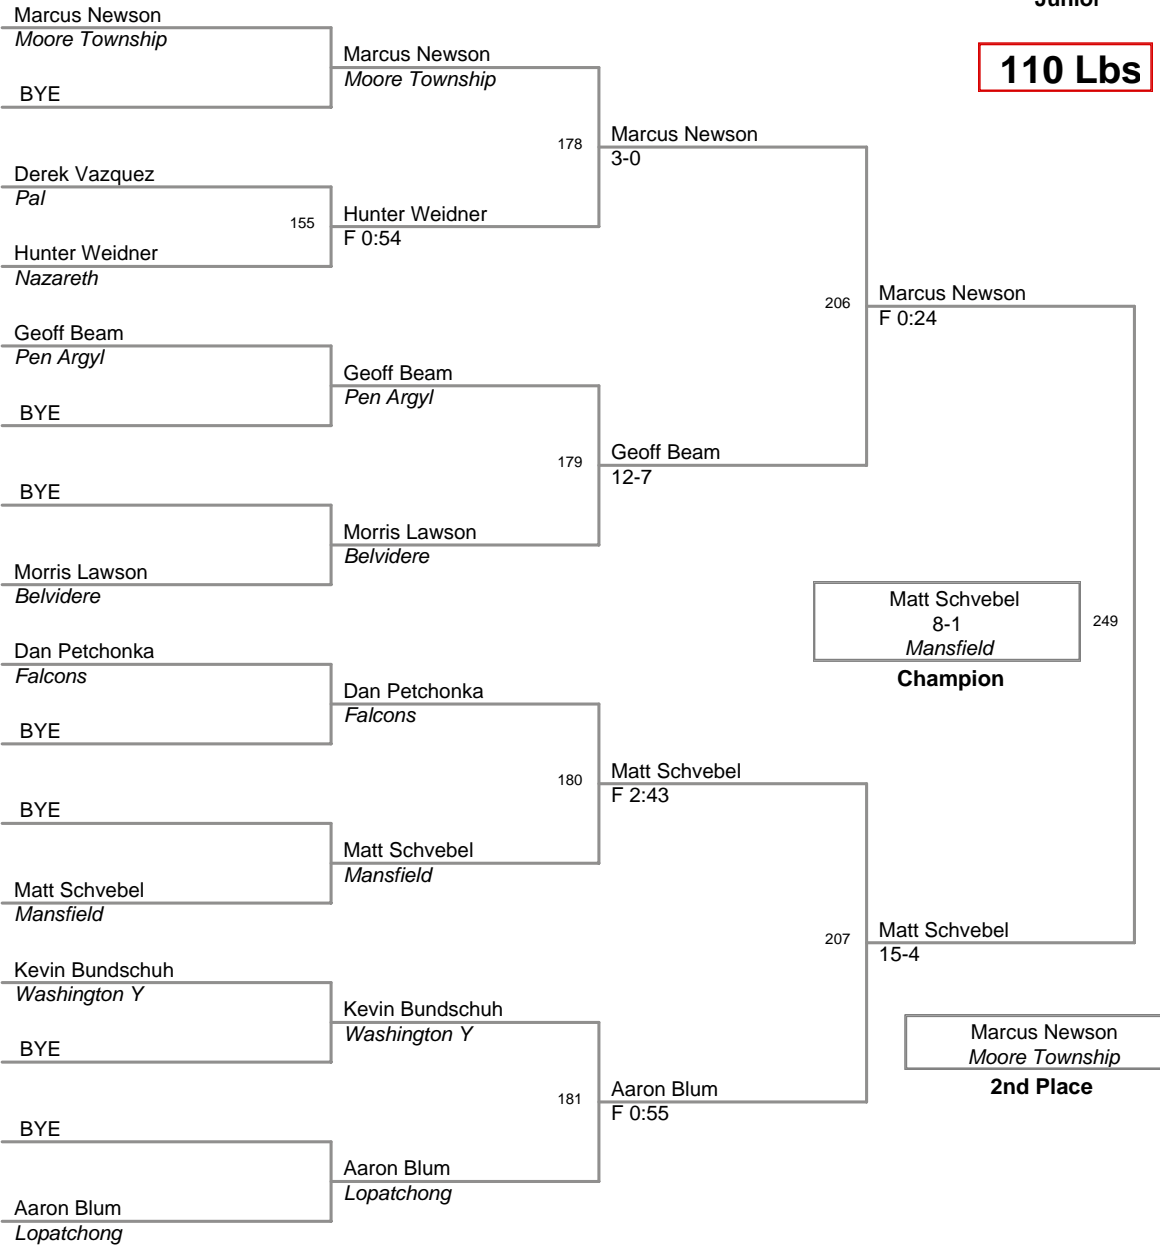 Junior
110 Lbs
Marcus Newson
Moore Township
BYE
Derek Vazquez
Pal
155
Hunter Weidner
Nazareth
Geoff Beam
Pen Argyl
BYE
BYE
Morris Lawson
Belvidere
Dan Petchonka
Falcons
BYE
BYE
Matt Schvebel
Mansfield
Kevin Bundschuh
Washington Y
BYE
BYE
Aaron Blum
Lopatchong
Marcus Newson
Moore Township
178
Hunter Weidner
F 0:54
Geoff Beam
Pen Argyl
179
Morris Lawson
Belvidere
Dan Petchonka
Falcons
180
Matt Schvebel
Mansfield
Kevin Bundschuh
Washington Y
181
Aaron Blum
Lopatchong
Marcus Newson
3-0
206
Geoff Beam
12-7
Matt Schvebel
F 2:43
207
Aaron Blum
F 0:55
Marcus Newson
F 0:24
Matt Schvebel
8-1
Mansfield
249
Champion
Matt Schvebel
15-4
Marcus Newson
Moore Township
2nd Place